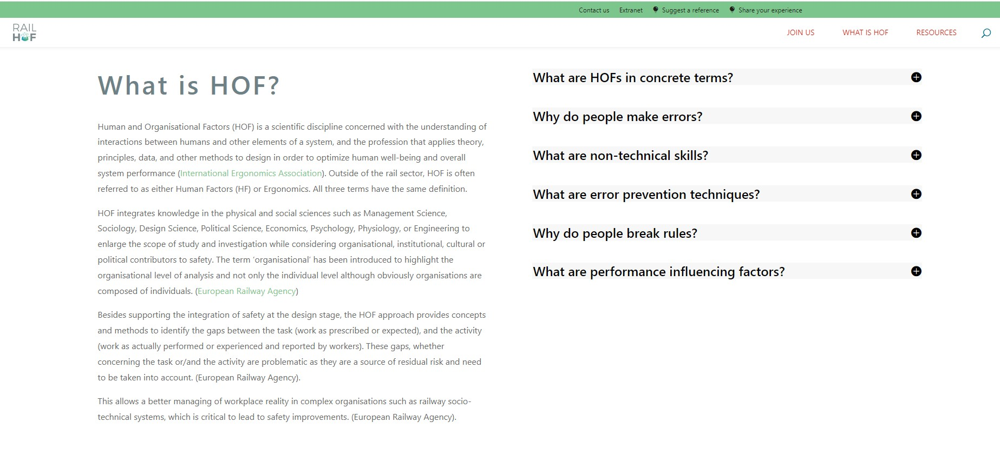 Contact us Extranet Suggest a reference Share your experience
RAIL
HOF
JOIN US WHAT IS HOF RESOURCES
What is HOF?
Human and Organisational Factors (HOF) is a scientific discipline concerned with the understanding of
interactions between humans and other elements of a system, and the profession that applies theory,
principles, data, and other methods to design in order to optimize human well-being and overall
system performance (International Ergonomics Association). Outside of the rail sector, HOF is often
referred to as either Human Factors (HF) or Ergonomics. All three terms have the same definition.
HOF integrates knowledge in the physical and social sciences such as Management Science,
Sociology, Design Science, Political Science, Economics, Psychology, Physiology, or Engineering to
enlarge the scope of study and investigation while considering organisational, institutional, cultural or
political contributors to safety. The term ‘organisational’ has been introduced to highlight the
organisational level of analysis and not only the individual level although obviously organisations are
composed of individuals. (European Railway Agency)
Besides supporting the integration of safety at the design stage, the HOF approach provides concepts
and methods to identify the gaps between the task (work as prescribed or expected), and the activity
(work as actually performed or experienced and reported by workers). These gaps, whether
concerning the task or/and the activity are problematic as they are a source of residual risk and need
to be taken into account. (European Railway Agency).
This allows a better managing of workplace reality in complex organisations such as railway socio-
technical systems, which is critical to lead to safety improvements. (European Railway Agency).
What are HOFs in concrete terms?
Why do people make errors?
What are non-technical skills?
What are error prevention techniques?
Why do people break rules?
What are performance influencing factors?